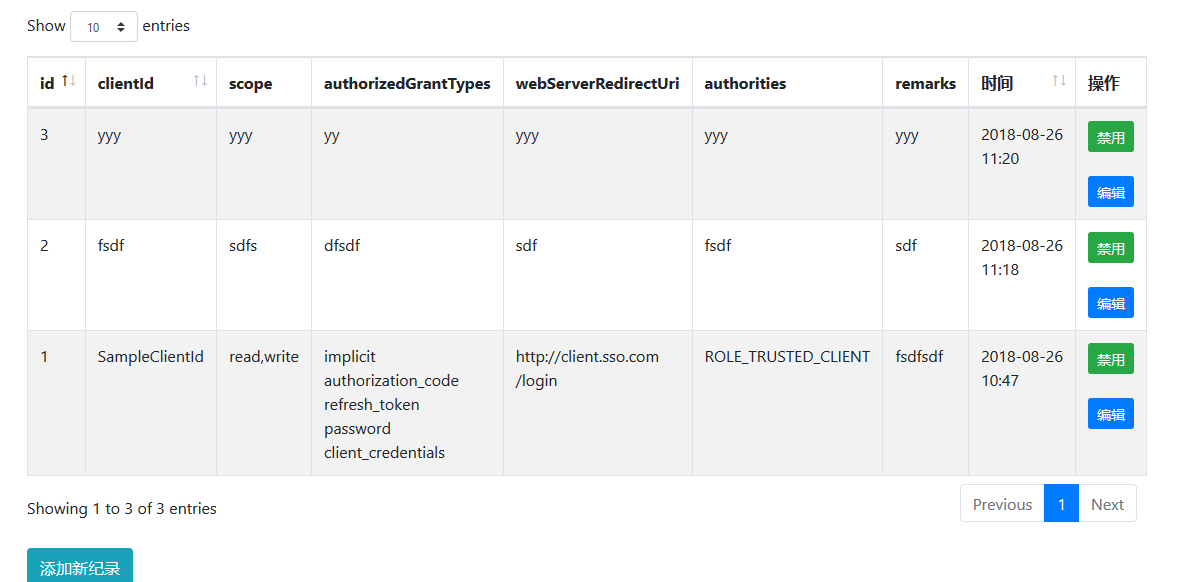 Show 10 entries
id clientId scope authorizedGrantTypes webServerRedirectUri authorities remarks 时间 操作
3 yyy yyy yy yyy yyy yyy 2018-08-26 禁用
11:20
编辑
2 fsdf sdfs dfsdf sdf fsdf sdf 2018-08-26 禁用
11:18
编辑
1 SampleClientId read,write implicit http://client.sso.com ROLE_TRUSTED_CLIENT fsdfsdf 2018-08-26 禁用
authorization_code /login 10:47
refresh_token 编辑
password
client_credentials
Showing 1 to 3 of 3 entries Previous 1 Next
添加新纪录